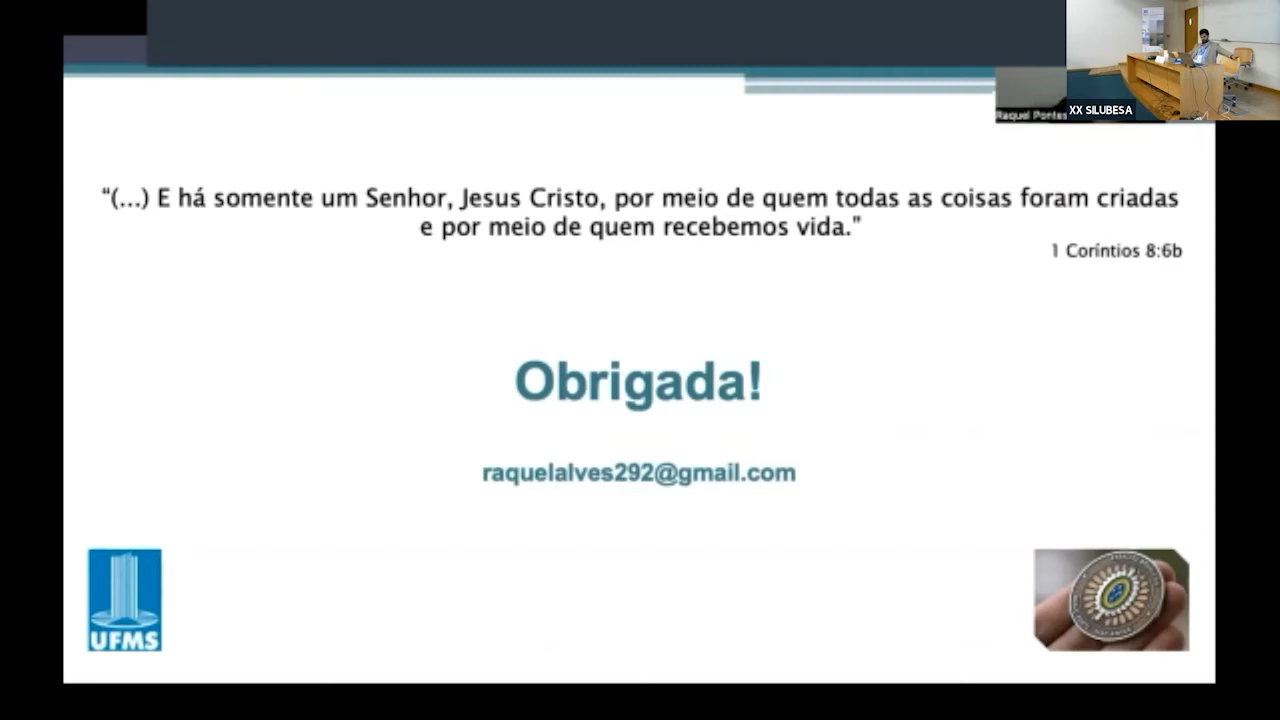 Raquel Pontes
XX SILUBESA
“(...) E há somente um Senhor, Jesus Cristo, por meio de quem todas as coisas foram criadas
e por meio de quem recebemos vida.”
1 Coríntios 8:6b
Obrigada!
raquelalves292@gmail.com
UFMS